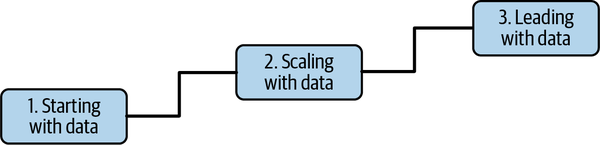 1. Starting
with data
2. Scaling
with data
3. Leading
with data